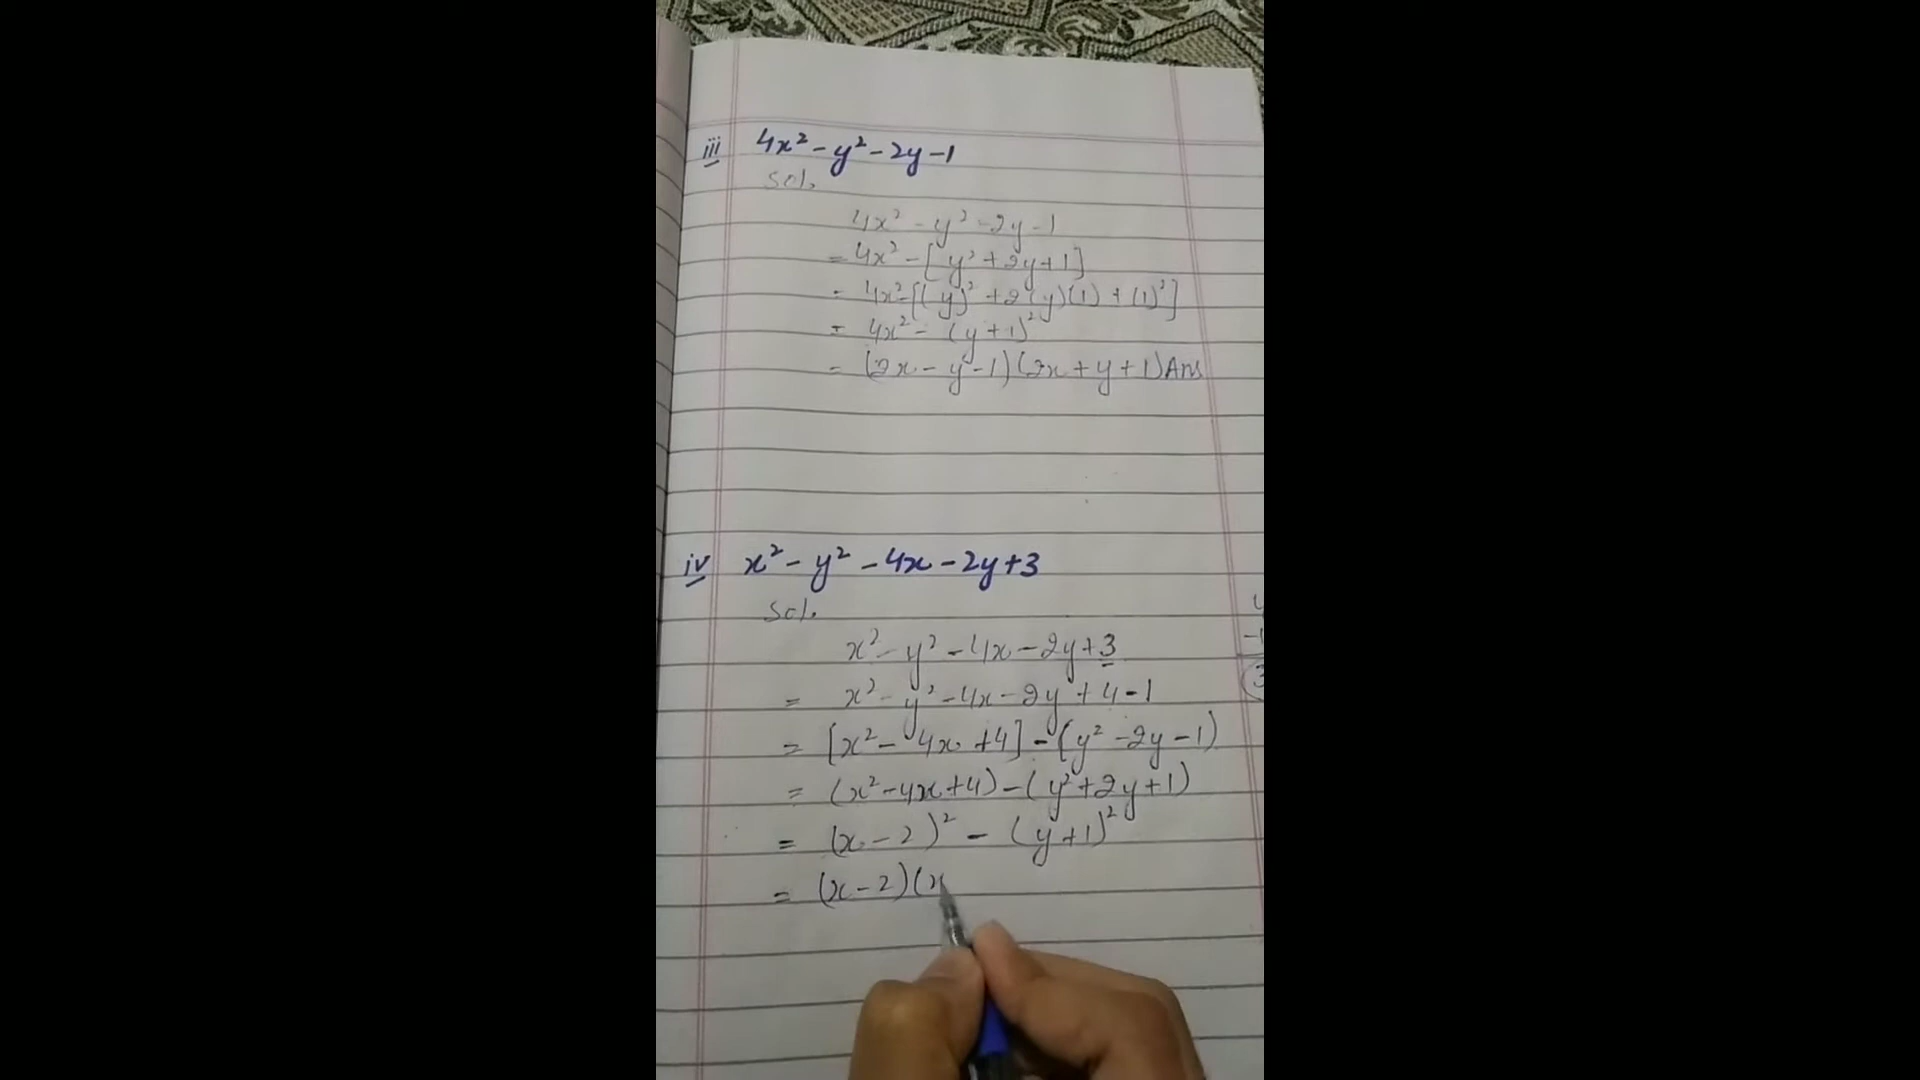 iii 4x² - y² - 2y - 1
Sol.
4x² - y² - 2y - 1
= 4x² - [y² + 2y + 1]
= 4x² - [(y)² + 2(y)(1) + (1)²]
= 4x² - (y + 1)²
= (2x - y - 1)(2x + y + 1) Ans
iv x² - y² - 4x - 2y + 3
Sol.
x² - y² - 4x - 2y + 3
= x² - y² - 4x - 2y + 4 - 1
= [x² - 4x + 4] - (y² - 2y - 1)
= (x² - 4x + 4) - (y² + 2y + 1)
= (x - 2)² - (y + 1)²
= (x - 2)(x